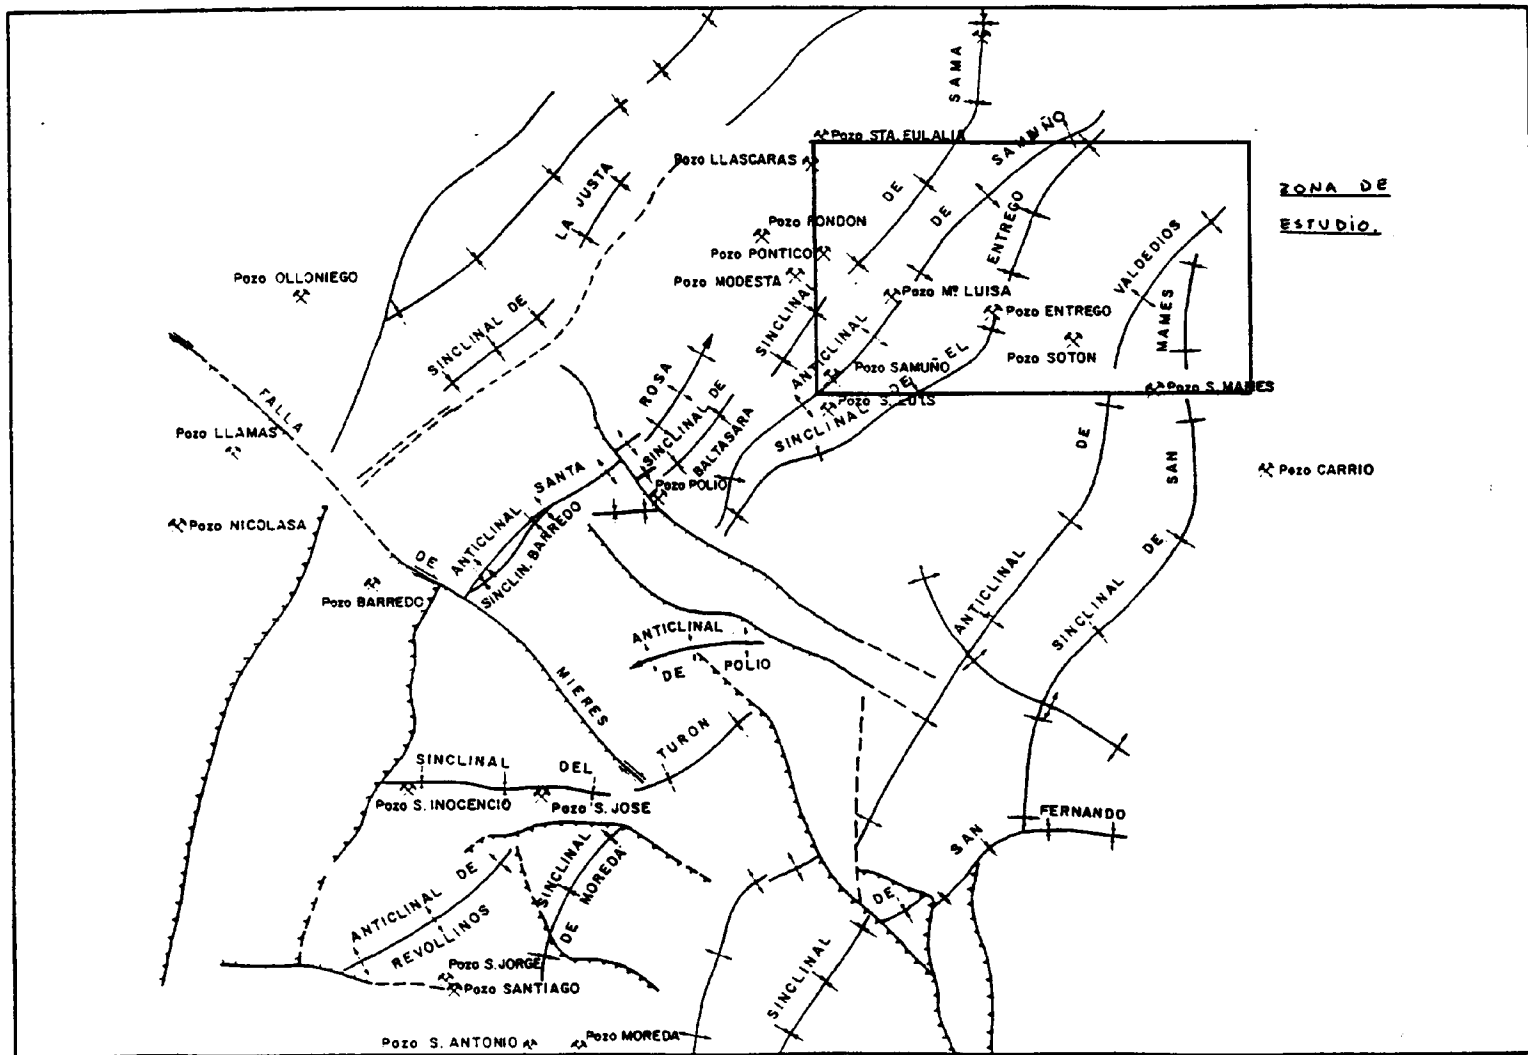 SAMA
DE
SINCLINAL
Pozo STA. EULALIA
SAMUÑO
DE
ANTICLINAL
Pozo LLASCARAS
ZONA DE
ESTUDIO.
LA JUSTA
SINCLINAL DE
Pozo FONDON
Pozo PONTICO
Pozo MODESTA
Pozo Mª LUISA
ENTREGO
Pozo ENTREGO
VALDEDIOS
MAMES
Pozo SOTON
Pozo OLLONIEGO
Pozo SAMUÑO
Pozo S. LUIS
SINCLINAL DE EL
Pozo S. MAMES
FALLA
DE
MIERES
Pozo LLAMAS
ROSA
SANTA
ANTICLINAL
SINCLINAL DE
BALTASARA
Pozo POLIO
SINCLIN. BARREDO
DE
SAN
Pozo CARRIO
Pozo NICOLASA
Pozo BARREDO
ANTICLINAL
DE
SINCLINAL
ANTICLINAL
DE POLIO
TURON
SINCLINAL DEL
Pozo S. INOCENCIO
Pozo S. JOSE
FERNANDO
SAN
DE
SINCLINAL
ANTICLINAL DE
REVOLLINOS
SINCLINAL
DE MOREDA
Pozo S. JORGE
Pozo SANTIAGO
Pozo S. ANTONIO
Pozo MOREDA